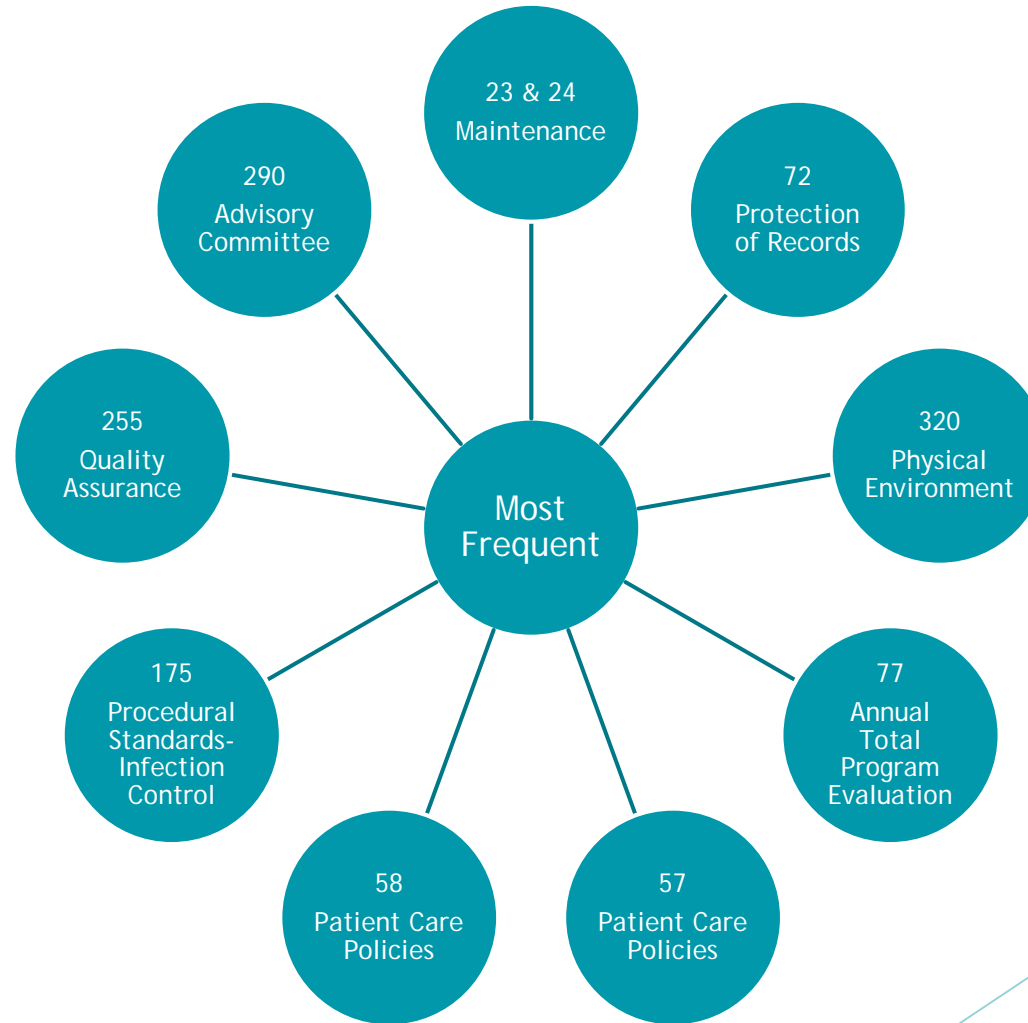 23 & 24
Maintenance
72
Protection
of Records
320
Physical
Environment
77
Annual
Total
Program
Evaluation
57
Patient Care
Policies
58
Patient Care
Policies
175
Procedural
Standards-
Infection
Control
255
Quality
Assurance
290
Advisory
Committee
Most
Frequent